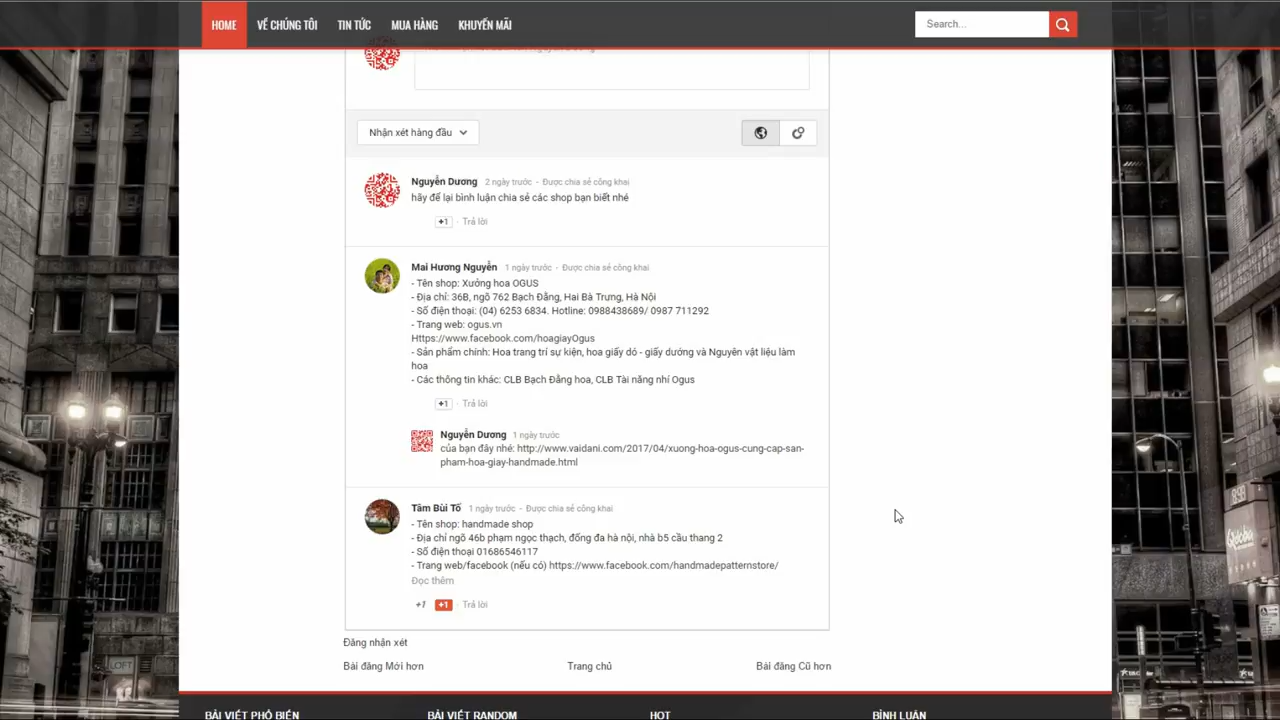 HOME VỀ CHÚNG TÔI TIN TỨC MUA HÀNG KHUYẾN MÃI Search...
Nhận xét hàng đầu
Nguyễn Dương 2 ngày trước - Được chia sẻ công khai
hãy để lại bình luận chia sẻ các shop bạn biết nhé
+1 · Trả lời
Mai Hương Nguyễn 1 ngày trước - Được chia sẻ công khai
- Tên shop: Xưởng hoa OGUS
- Địa chỉ: 36B, ngõ 762 Bạch Đằng, Hai Bà Trưng, Hà Nội
- Số điện thoại: (04) 6253 6834. Hotline: 0988438689/ 0987 711292
- Trang web: ogus.vn
Https://www.facebook.com/hoagiayOgus
- Sản phẩm chính: Hoa trang trí sự kiện, hoa giấy dó - giấy dướng và Nguyên vật liệu làm
hoa
- Các thông tin khác: CLB Bạch Đằng hoa, CLB Tài năng nhí Ogus
+1 · Trả lời
Nguyễn Dương 1 ngày trước
của bạn đây nhé: http://www.vaidani.com/2017/04/xuong-hoa-ogus-cung-cap-san-
pham-hoa-giay-handmade.html
Tâm Bùi Tố 1 ngày trước - Được chia sẻ công khai
- Tên shop: handmade shop
- Địa chỉ ngõ 46b phạm ngọc thạch, đống đa hà nội, nhà b5 cầu thang 2
- Số điện thoại 01686546117
- Trang web/facebook (nếu có) https://www.facebook.com/handmadepatternstore/
Đọc thêm
+1 +1 · Trả lời
Đăng nhận xét
Bài đăng Mới hơn Trang chủ Bài đăng Cũ hơn
LOFT
BÀI VIẾT PHỔ BIẾN BÀI VIẾT RANDOM HOT BÌNH LUẬN